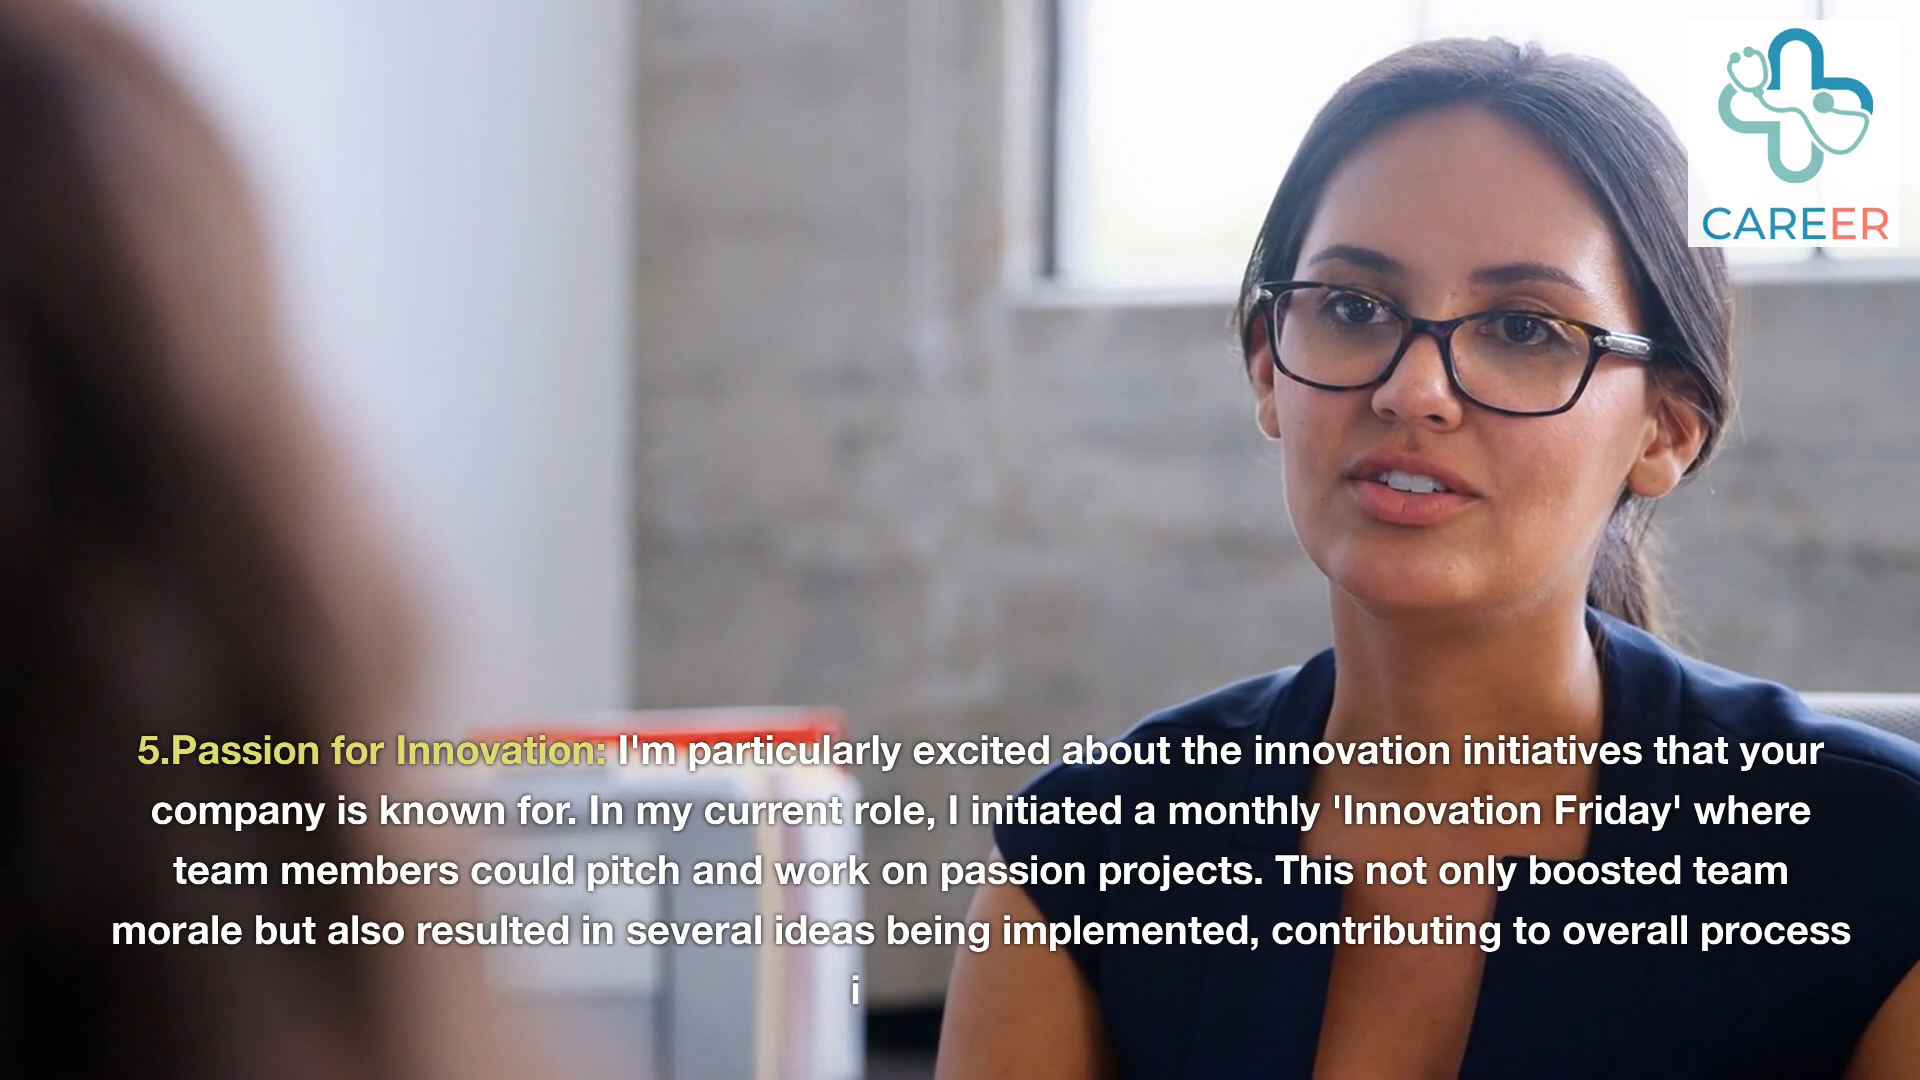 CAREER
5.Passion for Innovation: I'm particularly excited about the innovation initiatives that your
company is known for. In my current role, I initiated a monthly 'Innovation Friday' where
team members could pitch and work on passion projects. This not only boosted team
morale but also resulted in several ideas being implemented, contributing to overall process
i